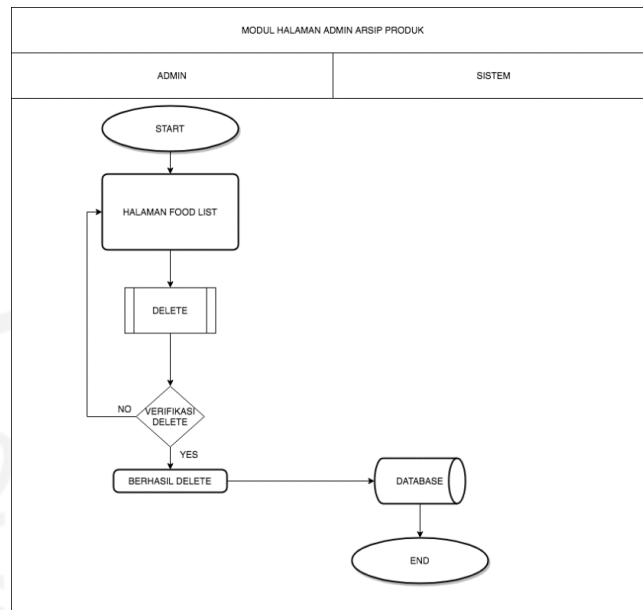 MODUL HALAMAN ADMIN ARSIP PRODUK
ADMIN
SISTEM
START
HALAMAN FOOD LIST
DELETE
NO
VERIFIKASI
DELETE
YES
BERHASIL DELETE
DATABASE
END